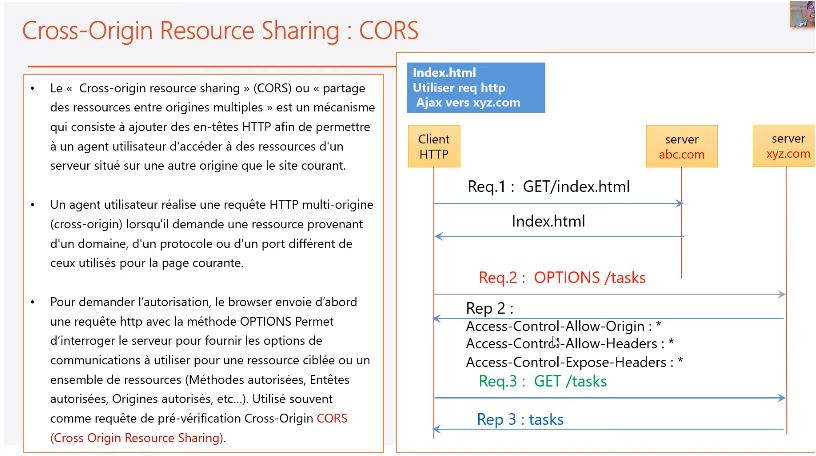 Cross-Origin Resource Sharing : CORS
• Le « Cross-origin resource sharing » (CORS) ou « partage
des ressources entre origines multiples » est un mécanisme
qui consiste à ajouter des en-têtes HTTP afin de permettre
à un agent utilisateur d'accéder à des ressources d'un
serveur situé sur une autre origine que le site courant.
• Un agent utilisateur réalise une requête HTTP multi-origine
(cross-origin) lorsqu'il demande une ressource provenant
d'un domaine, d'un protocole ou d'un port différent de
ceux utilisés pour la page courante.
• Pour demander l'autorisation, le browser envoie d'abord
une requête http avec la méthode OPTIONS Permet
d'interroger le serveur pour fournir les options de
communications à utiliser pour une ressource ciblée ou un
ensemble de ressources (Méthodes autorisées, Entêtes
autorisées, Origines autorisés, etc...). Utilisé souvent
comme requête de pré-vérification Cross-Origin CORS
(Cross Origin Resource Sharing).
Index.html
Utiliser req http
Ajax vers xyz.com
Client
HTTP
server
abc.com
server
xyz.com
Req.1 : GET/index.html
Index.html
Req.2 : OPTIONS /tasks
Rep 2 :
Access-Control-Allow-Origin : *
Access-Control-Allow-Headers : *
Access-Control-Expose-Headers : *
Req.3 : GET /tasks
Rep 3 : tasks